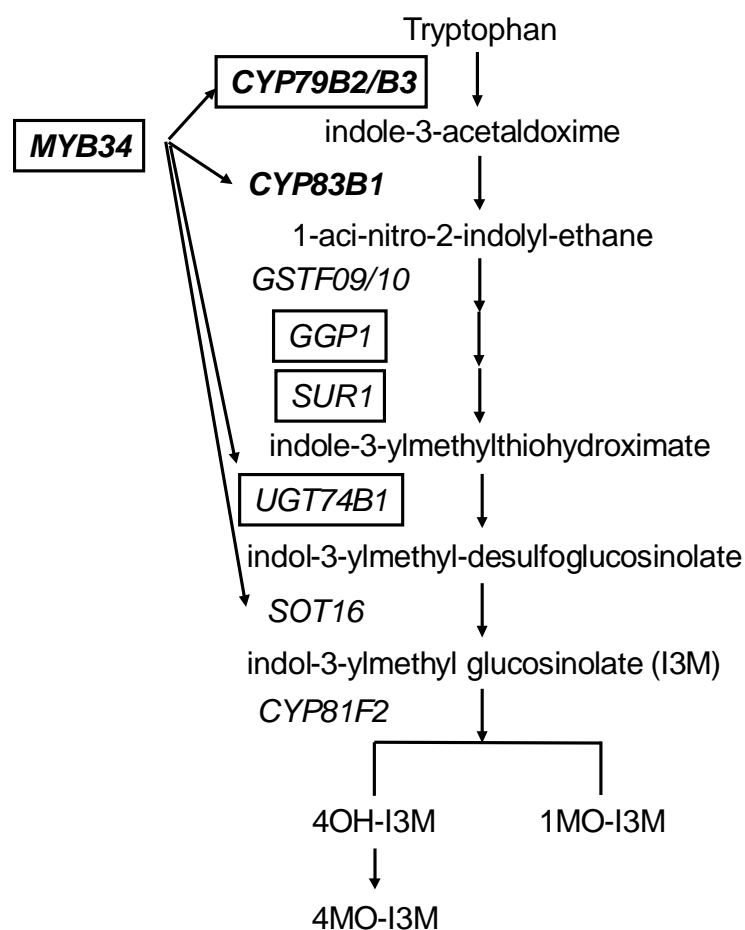 Tryptophan
CYP79B2/B3
indole-3-acetaldoxime
MYB34
CYP83B1
1-aci-nitro-2-indolyl-ethane
GSTF09/10
GGP1
SUR1
indole-3-ylmethylthiohydroximate
UGT74B1
indol-3-ylmethyl-desulfoglucosinolate
SOT16
indol-3-ylmethyl glucosinolate (I3M)
CYP81F2
4OH-I3M 1MO-I3M
4MO-I3M